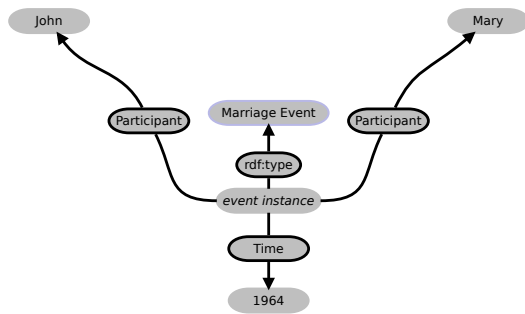 John
Mary
Marriage Event
Participant
Participant
rdf:type
event instance
Time
1964